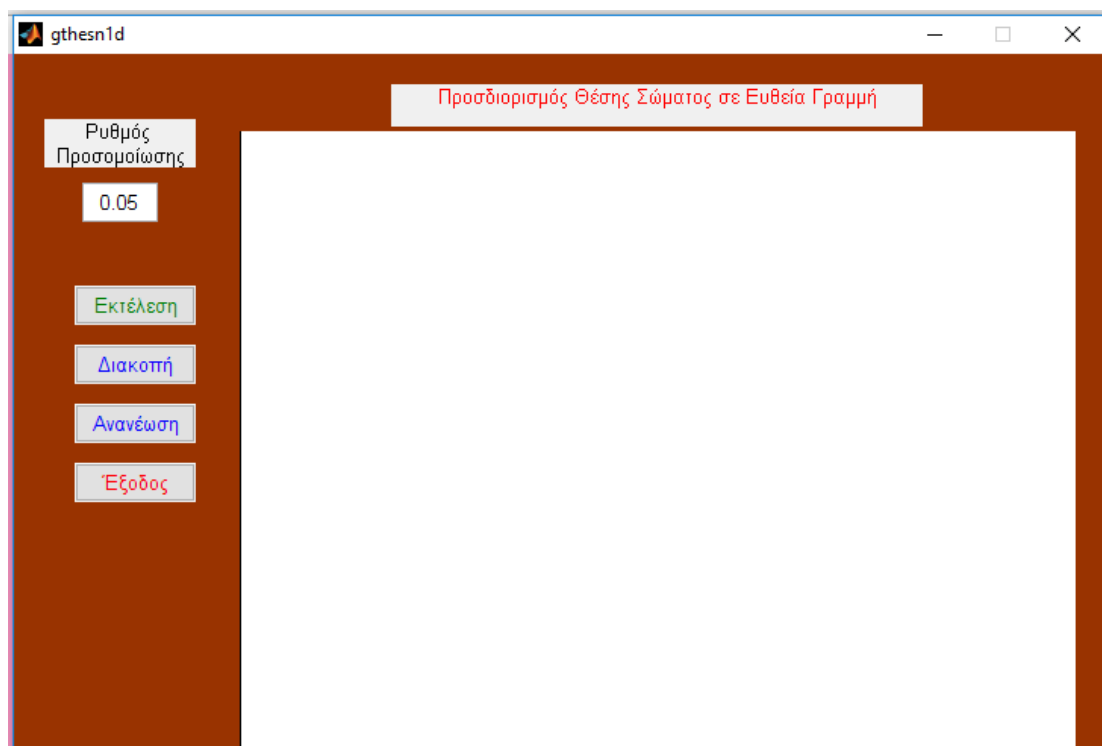 gthesn1d
Προσδιορισμός Θέσης Σώματος σε Ευθεία Γραμμή
Ρυθμός
Προσομοίωσης
0.05
Εκτέλεση
Διακοπή
Ανανέωση
Έξοδος